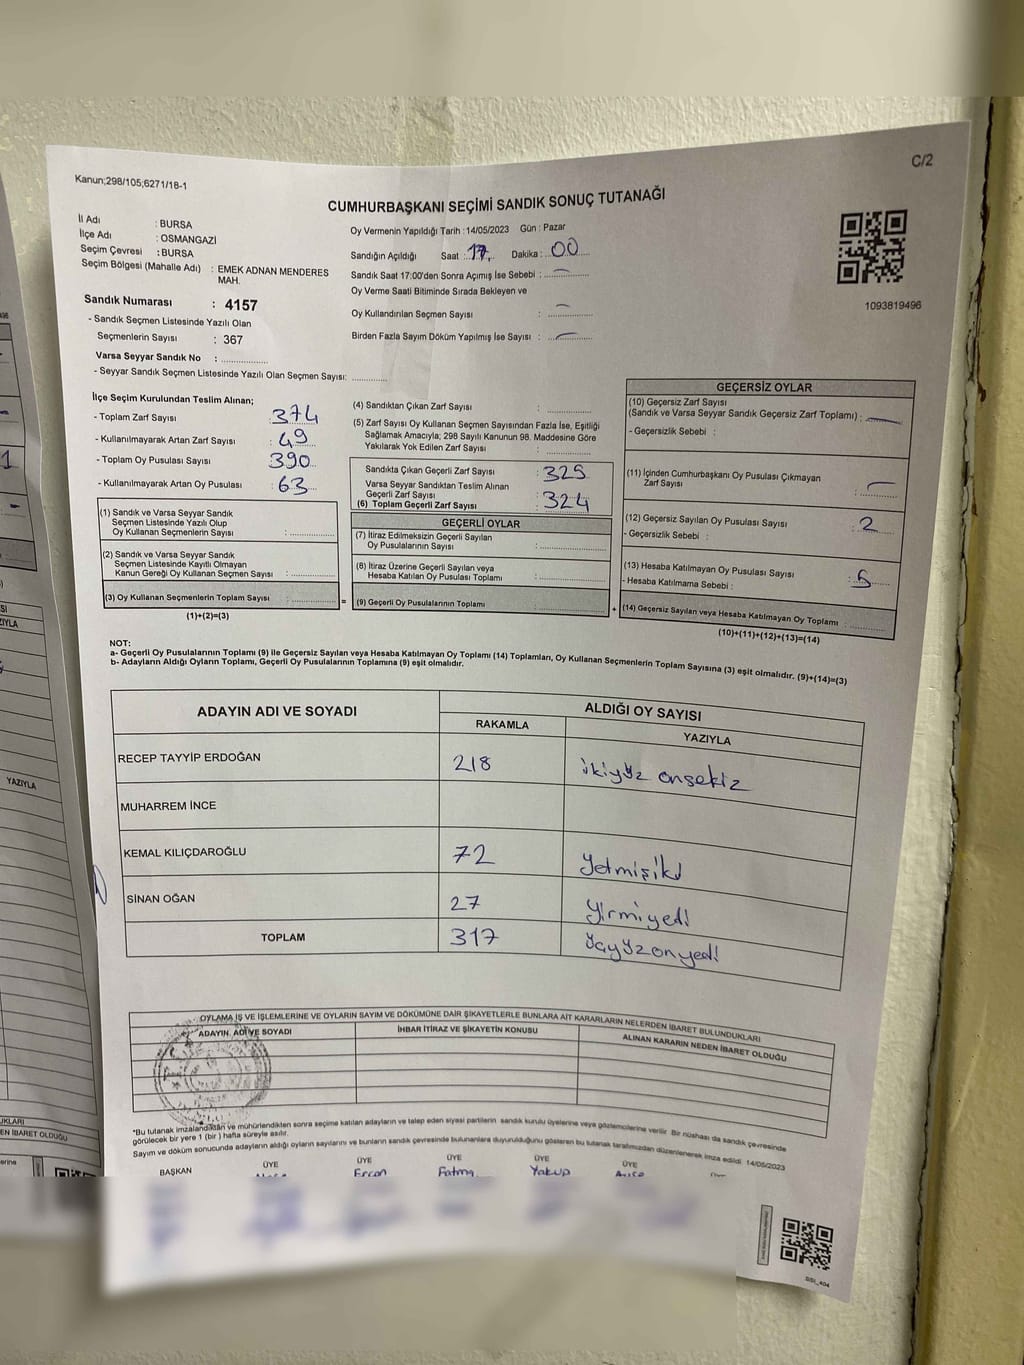 C/2
Kanun;298/105;6271/18-1
CUMHURBAŞKANI SEÇİMİ SANDIK SONUÇ TUTANAĞI
İl Adı : BURSA
İlçe Adı : OSMANGAZİ
Seçim Çevresi : BURSA
Seçim Bölgesi (Mahalle Adı) : EMEK ADNAN MENDERES
MAH.
Sandık Numarası : 4157
- Sandık Seçmen Listesinde Yazılı Olan
Seçmenlerin Sayısı : 367
Varsa Seyyar Sandık No : ..............
- Seyyar Sandık Seçmen Listesinde Yazılı Olan Seçmen Sayısı: ............
Oy Vermenin Yapıldığı Tarih : 14/05/2023 Gün : Pazar
Sandığın Açıldığı Saat : 17 Dakika : 00
Sandık Saat 17:00'den Sonra Açımış İse Sebebi : —
Oy Verme Saati Bitiminde Sırada Bekleyen ve
Oy Kullandırılan Seçmen Sayısı : —
Birden Fazla Sayım Döküm Yapılmış İse Sayısı : —
1093819496
İlçe Seçim Kurulundan Teslim Alınan;
- Toplam Zarf Sayısı : 374
- Kullanılmayarak Artan Zarf Sayısı : 49
- Toplam Oy Pusulası Sayısı : 390
- Kullanılmayarak Artan Oy Pusulası : 63
(1) Sandık ve Varsa Seyyar Sandık
Seçmen Listesinde Yazılı Olup
Oy Kullanan Seçmenlerin Sayısı :
(2) Sandık ve Varsa Seyyar Sandık
Seçmen Listesinde Kayıtlı Olmayan
Kanun Gereği Oy Kullanan Seçmen Sayısı :
(3) Oy Kullanan Seçmenlerin Toplam Sayısı :
(1)+(2)=(3)
=
(4) Sandıktan Çıkan Zarf Sayısı :
(5) Zarf Sayısı Oy Kullanan Seçmen Sayısından Fazla İse, Eşitliği
Sağlamak Amacıyla; 298 Sayılı Kanunun 98. Maddesine Göre
Yakılarak Yok Edilen Zarf Sayısı :
Sandıkta Çıkan Geçerli Zarf Sayısı : 325
Varsa Seyyar Sandıktan Teslim Alınan
Geçerli Zarf Sayısı
(6) Toplam Geçerli Zarf Sayısı : 324
GEÇERLİ OYLAR
(7) İtiraz Edilmeksizin Geçerli Sayılan
Oy Pusulalarının Sayısı :
(8) İtiraz Üzerine Geçerli Sayılan veya
Hesaba Katılan Oy Pusulası Toplamı :
(9) Geçerli Oy Pusulalarının Toplamı :
+
GEÇERSİZ OYLAR
(10) Geçersiz Zarf Sayısı
(Sandık ve Varsa Seyyar Sandık Geçersiz Zarf Toplamı) : —
- Geçersizlik Sebebi :
(11) İçinden Cumhurbaşkanı Oy Pusulası Çıkmayan
Zarf Sayısı : —
(12) Geçersiz Sayılan Oy Pusulası Sayısı : 2
- Geçersizlik Sebebi :
(13) Hesaba Katılmayan Oy Pusulası Sayısı : 5
- Hesaba Katılmama Sebebi :
(14) Geçersiz Sayılan veya Hesaba Katılmayan Oy Toplamı :
(10)+(11)+(12)+(13)=(14)
NOT:
a- Geçerli Oy Pusulalarının Toplamı (9) ile Geçersiz Sayılan veya Hesaba Katılmayan Oy Toplamı (14) Toplamları, Oy Kullanan Seçmenlerin Toplam Sayısına (3) eşit olmalıdır. (9)+(14)=(3)
b- Adayların Aldığı Oyların Toplamı, Geçerli Oy Pusulalarının Toplamına (9) eşit olmalıdır.
ADAYIN ADI VE SOYADI
ALDIĞI OY SAYISI
RAKAMLA YAZIYLA
RECEP TAYYİP ERDOĞAN 218 ikiyüz onsekiz
MUHARREM İNCE
KEMAL KILIÇDAROĞLU 72 Yetmişiki
SİNAN OĞAN 27 Yirmiyedi
TOPLAM 317 Üçyüzonyedi
OYLAMA İŞ VE İŞLEMLERİNE VE OYLARIN SAYIM VE DÖKÜMÜNE DAİR ŞİKAYETLERLE BUNLARA AİT KARARLARIN NELERDEN İBARET BULUNDUKLARI
ADAYIN ADI VE SOYADI İHBAR İTİRAZ VE ŞİKAYETİN KONUSU ALINAN KARARIN NEDEN İBARET OLDUĞU
*Bu tutanak imzalandıktan ve mühürlendikten sonra seçime katılan adayların ve talep eden siyasi partilerin sandık kurulu üyelerine veya gözlemcilerine verilir. Bir nüshası da sandık çevresinde
görülecek bir yere 1 (bir ) hafta süreyle asılır.
Sayım ve döküm sonucunda adayların aldığı oyların sayılarını ve bunların sandık çevresinde bulunanlara duyurulduğunu gösteren bu tutanak tarafımızdan düzenlenerek imza edildi. 14/05/2023
BAŞKAN ÜYE ÜYE ÜYE ÜYE ÜYE
Ercan Fatma Yakup
YAZIYLA